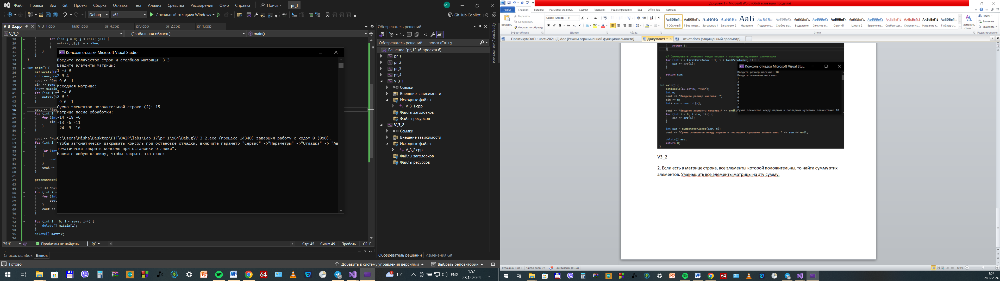 Файл Правка Вид Git Проект Сборка Отладка Тест Анализ Средства Расширения Окно Справка Поиск pr_1 МБ
Debug x64 Локальный отладчик Windows GitHub Copilot
V_3_2.cpp V_3_1.cpp Task1.cpp pr_4.cpp pr3.cpp pr_2.cpp pr_1.cpp
V_3_2 (Глобальная область) main()
28 for (int j = 0; j < cols; j++) {
29 matrix[i][j] -= rowSum;
30 }
31 }
32 }
33 }
34
35 int main() {
36 setlocale(LC
37 int rows, co
38 cout << "Вве
39 cin >> rows
40 int** matrix
41 for (int i =
42 matrix[i
43 }
44
45 cout << "Вве
46 for (int i =
47 for (int
48 cin
49 }
50 }
51
52 cout << "Исх
53 for (int i =
54 {
55 for (int
56 {
57 cout
58 }
59 cout <<
60 }
61
62 processMatri
63
64 cout << "Мат
65 for (int i =
66 for (int
67 cout
68 }
69 cout <<
70 }
71
72 for (int i = 0; i < rows; i++) {
73 delete[] matrix[i];
74 }
75 delete[] matrix;
76
Консоль отладки Microsoft Visual Studio
Введите количество строк и столбцов матрицы: 3 3
Введите элементы матрицы:
1 -3 9
2 9 4
-9 6 -1
Исходная матрица:
1 -3 9
2 9 4
-9 6 -1
Сумма элементов положительной строки (2): 15
Матрица после обработки:
-14 -18 -6
-13 -6 -11
-24 -9 -16
C:\Users\Misha\Desktop\FIT\OAIP\labs\Lab_17\pr_1\x64\Debug\V_3_2.exe (процесс 14340) завершил работу с кодом 0 (0x0).
Чтобы автоматически закрывать консоль при остановке отладки, включите параметр "Сервис" ->"Параметры" ->"Отладка" -> "Ав
томатически закрыть консоль при остановке отладки".
Нажмите любую клавишу, чтобы закрыть это окно:
75 % Проблемы не найдены. Стр: 45 Симв: 49 Пробелы CRLF
Список ошибок Вывод
Обозреватель решений
Обозреватель решений — поиск (Ctrl+;)
Решение "pr_1" (6 проекта 6)
pr_1
pr_2
pr_3
pr_4
V_3_1
Ссылки
Внешние зависимости
Исходные файлы
V_3_1.cpp
Файлы заголовков
Файлы ресурсов
V_3_2
Ссылки
Внешние зависимости
Исходные файлы
V_3_2.cpp
Файлы заголовков
Файлы ресурсов
Обозреватель решений Изменения Git
Средства диагностики
Готово Добавить в систему управления версиями Выбрать репозиторий
64 25 1 1°C ENG 1:57
28.12.2024
Документ1 - Microsoft Word (Сбой активации продукта)
Файл Главная Вставка Разметка страницы Ссылки Рассылки Рецензирование Вид Office Tab Acrobat
Вставить Вырезать Копировать Формат по образцу
Calibri (Основ 11
АаБбВвГг, АаБбВвГг, АаБбВі АаБбВв АаБ АаБбВв. АаБбВвГг АаБбВвГг, АаБбВвГг АаБбВвГг, АаБбВвГг, АаБбВвГг АаБбВвГг, АаБбВвГг АаБбВвГг АаБбВвГг,
¶ Обычный ¶ Без интер... Заголовок 1 Заголовок 2 Название Подзаголо... Слабое вы... Выделение Сильное в... Строгий Цитата 2 Выделенна... Слабая ссы... Сильная сс... Название к... ¶ Абзац сп...
Изменить стили Найти Заменить Выделить
Буфер обмена Шрифт Абзац Стили Редактирование
ПрактикумОАП-1часть2021 (2).doc [Режим ограниченной функциональности] Документ1 * отчет.docx (защищенный просмотр)
return 0;
}
// Суммировать элементы между первым и последним нулевыми элементами
for (int i = firstZeroIndex + 1; i < lastZeroIndex; i++) {
sum += arr[i];
}
return sum;
}
int main() {
setlocale(LC_CTYPE, "Rus");
int n;
cout << "Введите размер массива: ";
cin >> n;
int* arr = new int[n];
cout << "Введите элементы массива:" << endl;
for (int i = 0; i < n; i++) {
cin >> arr[i];
}
int sum = sumBetweenZeros(arr, n);
cout << "Сумма элементов между первым и последним нулевыми элементами: " << sum << endl;
delete[] arr;
return 0;
}
Консоль отладки Microsoft Visual Stu...
Введите размер массива: 10
Введите элементы массива:
1
2
0
3
4
5
6
0
7
8
Сумма элементов между первым и последним нулевыми элементами: 18
V3_2
2. Если есть в матрице строка, все элементы которой положительны, то найти сумму этих
элементов. Уменьшить все элементы матрицы на эту сумму.
Страница: 3 из 3 Число слов: 72 английский (США) 123%
64 25 1:57
28.12.2024